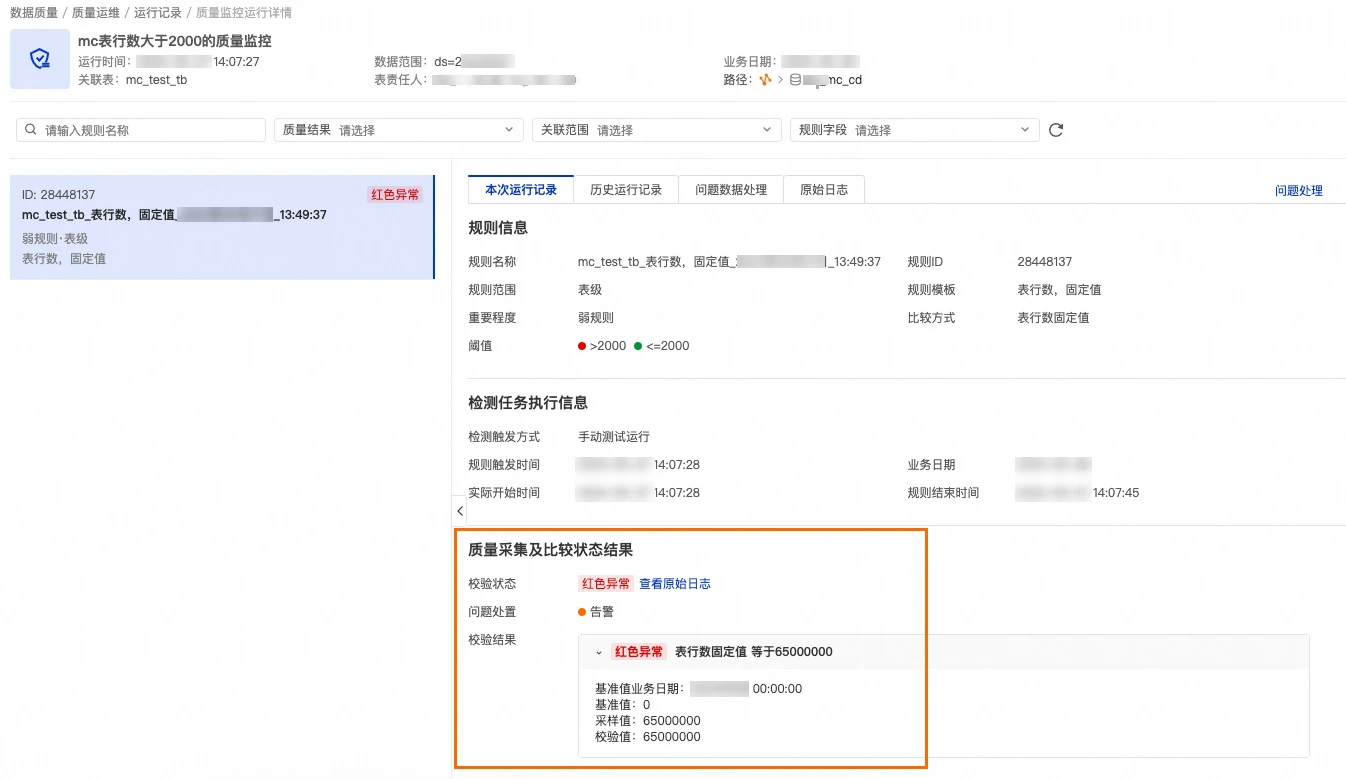 数据质量 / 质量运维 / 运行记录 / 质量监控运行详情
mc表行数大于2000的质量监控
运行时间： 14:07:27 数据范围：ds=2 业务日期：
关联表：mc_test_tb 表责任人： 路径： _mc_cd
请输入规则名称 质量结果 请选择 关联范围 请选择 规则字段 请选择
ID: 28448137 红色异常
mc_test_tb_表行数，固定值_ _13:49:37
弱规则·表级
表行数，固定值
本次运行记录 历史运行记录 问题数据处理 原始日志 问题处理
规则信息
规则名称 mc_test_tb_表行数，固定值_ _13:49:37 规则ID 28448137
规则范围 表级 规则模板 表行数，固定值
重要程度 弱规则 比较方式 表行数固定值
阈值 >2000 <=2000
检测任务执行信息
检测触发方式 手动测试运行
规则触发时间 14:07:28 业务日期
实际开始时间 14:07:28 规则结束时间 14:07:45
质量采集及比较状态结果
校验状态 红色异常 查看原始日志
问题处置 告警
校验结果 红色异常 表行数固定值 等于65000000
基准值业务日期： 00:00:00
基准值：0
采样值：65000000
校验值：65000000